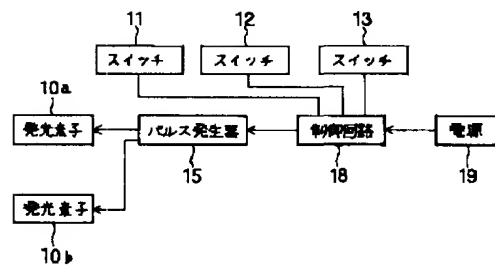 11
12
13
スイッチ
スイッチ
スイッチ
10a
発光素子
パルス発生器
制御回路
電源
15
18
19
発光素子
10b